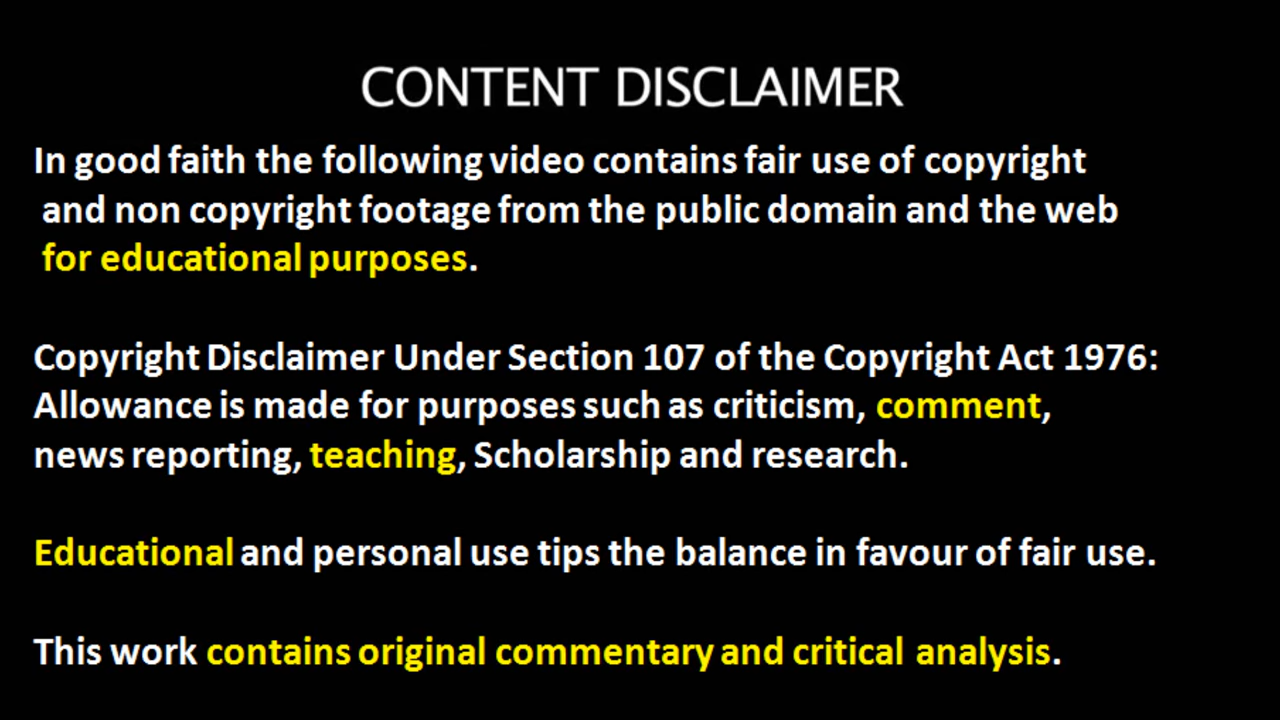 CONTENT DISCLAIMER
In good faith the following video contains fair use of copyright
and non copyright footage from the public domain and the web
for educational purposes.
Copyright Disclaimer Under Section 107 of the Copyright Act 1976:
Allowance is made for purposes such as criticism, comment,
news reporting, teaching, Scholarship and research.
Educational and personal use tips the balance in favour of fair use.
This work contains original commentary and critical analysis.